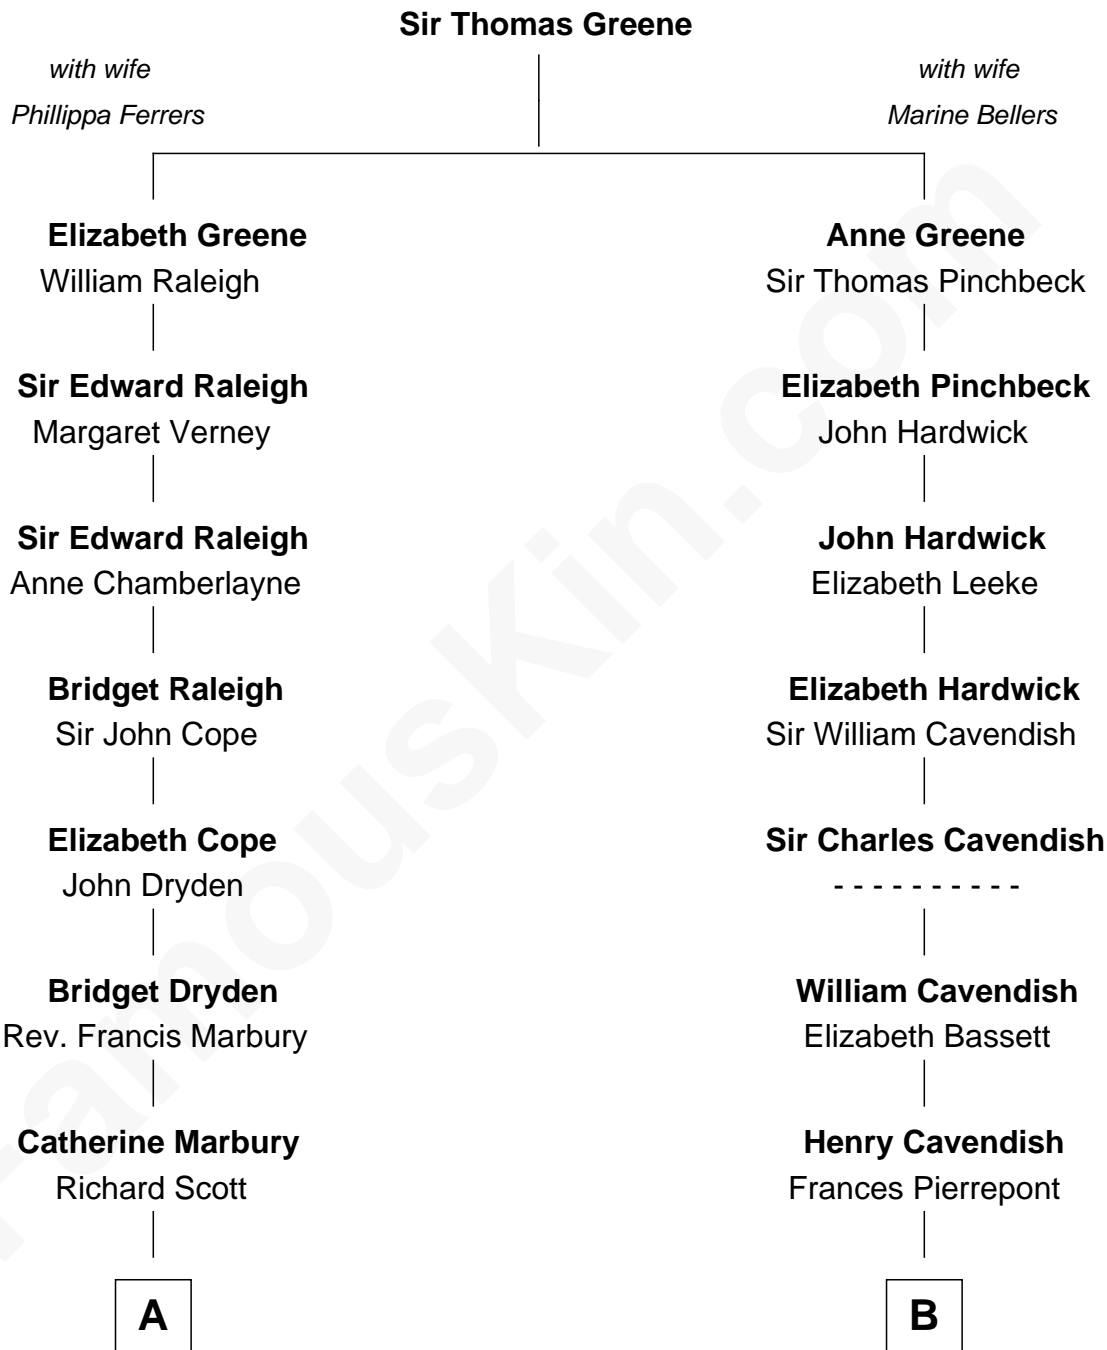 Sir Thomas Greene
with wife
Phillippa Ferrers
with wife
Marine Bellers
Elizabeth Greene
William Raleigh
Anne Greene
Sir Thomas Pinchbeck
Sir Edward Raleigh
Margaret Verney
Elizabeth Pinchbeck
John Hardwick
Sir Edward Raleigh
Anne Chamberlayne
John Hardwick
Elizabeth Leeke
Bridget Raleigh
Sir John Cope
Elizabeth Hardwick
Sir William Cavendish
Elizabeth Cope
John Dryden
Sir Charles Cavendish
- - - - - - - - - -
Bridget Dryden
Rev. Francis Marbury
William Cavendish
Elizabeth Bassett
Catherine Marbury
Richard Scott
Henry Cavendish
Frances Pierrepont
A
B
FamousKin.com